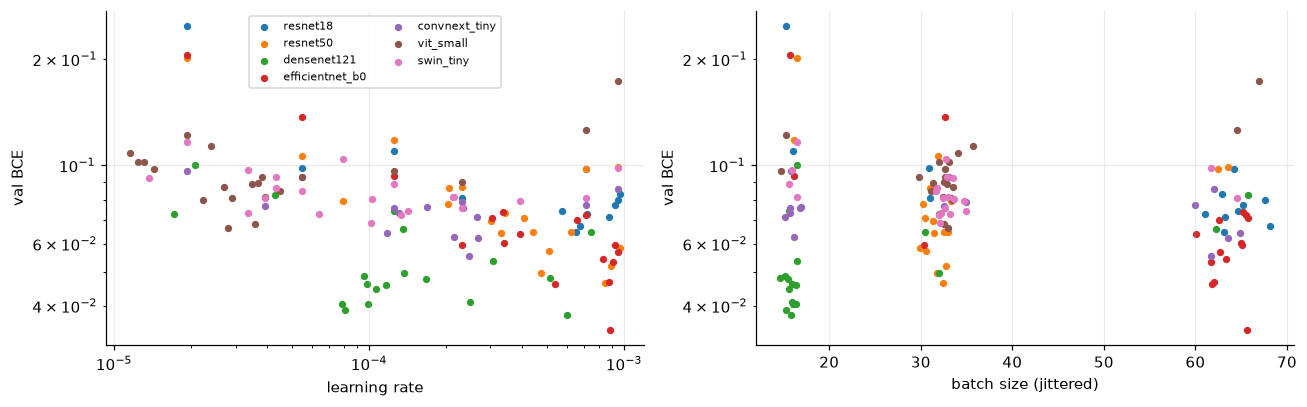 resnet18
resnet50
densenet121
efficientnet_b0
convnext_tiny
vit_small
swin_tiny
val BCE
2 × 10⁻¹
10⁻¹
6 × 10⁻²
4 × 10⁻²
10⁻⁵ 10⁻⁴ 10⁻³
learning rate
val BCE
2 × 10⁻¹
10⁻¹
6 × 10⁻²
4 × 10⁻²
20 30 40 50 60 70
batch size (jittered)